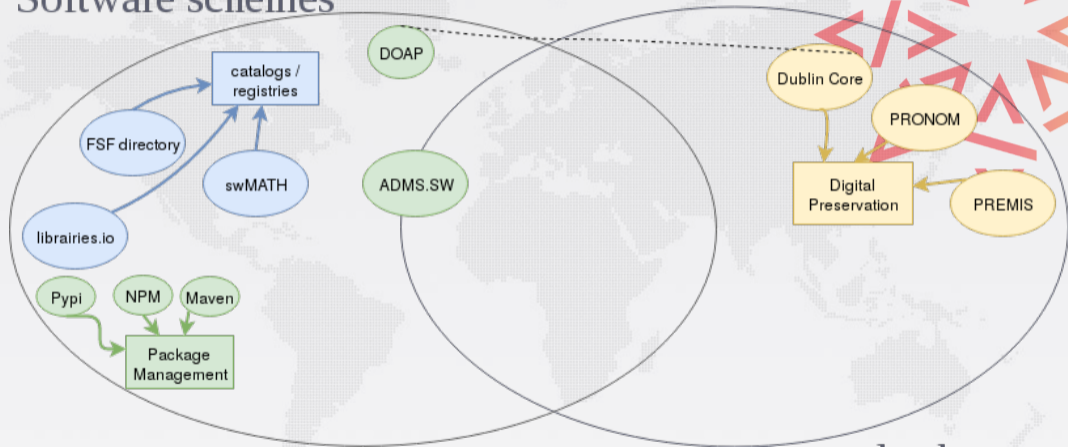 Software schemes
DOAP
catalogs /
registries
Dublin Core
FSF directory
PRONOM
swMATH
ADMS.SW
Digital
Preservation
PREMIS
librairies.io
Pypi
NPM
Maven
Package
Management